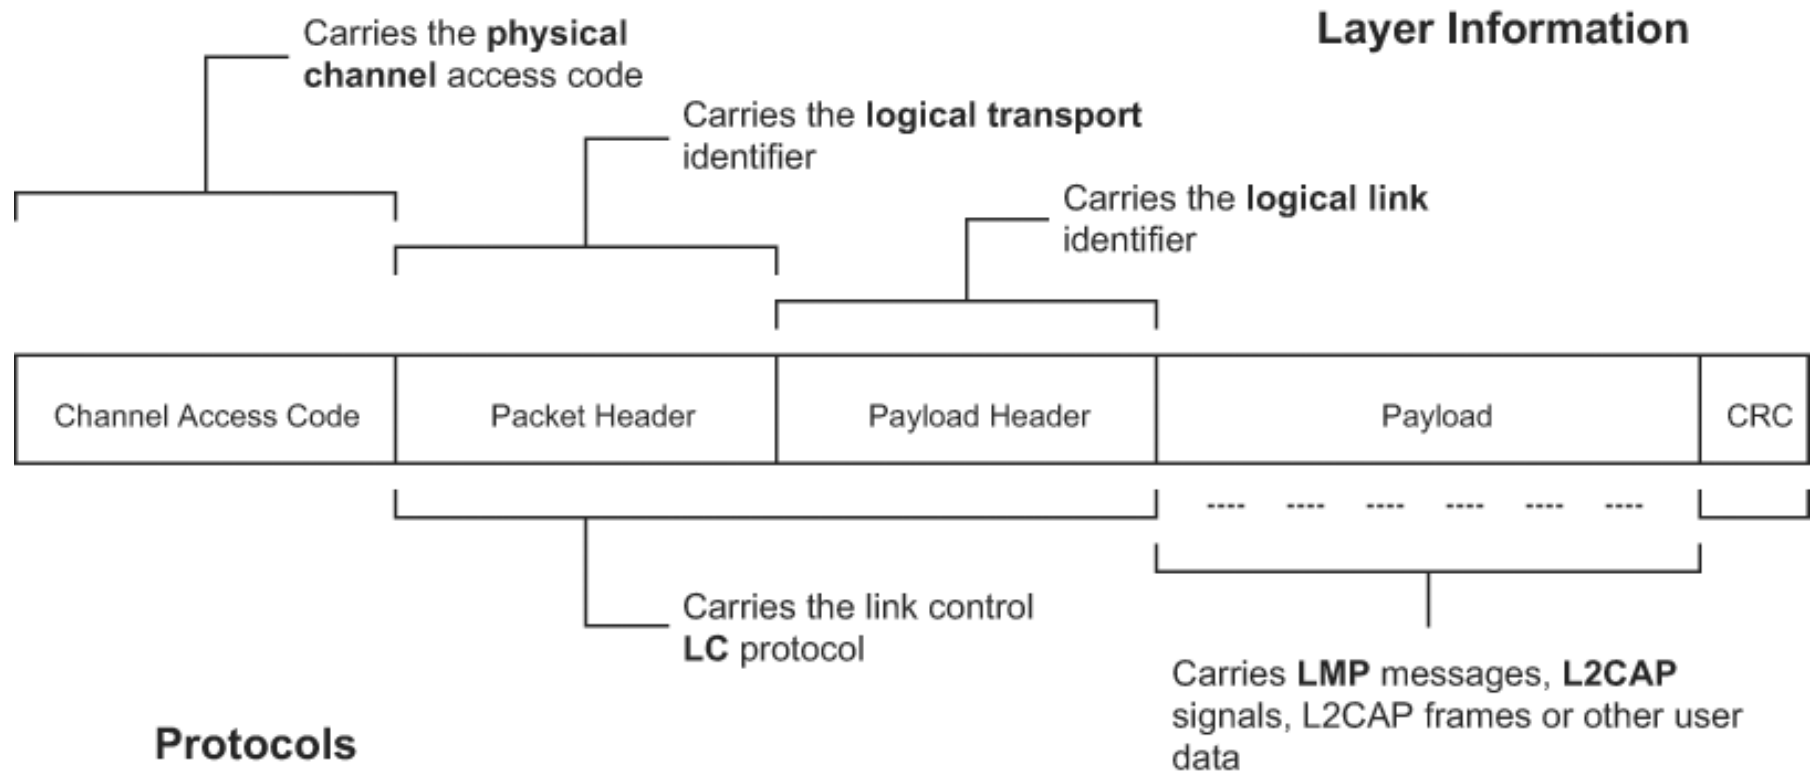 Layer Information
Carries the physical
channel access code
Carries the logical transport
identifier
Carries the logical link
identifier
Channel Access Code
Packet Header
Payload Header
Payload
CRC
Carries the link control
LC protocol
Carries LMP messages, L2CAP
signals, L2CAP frames or other user
data
Protocols